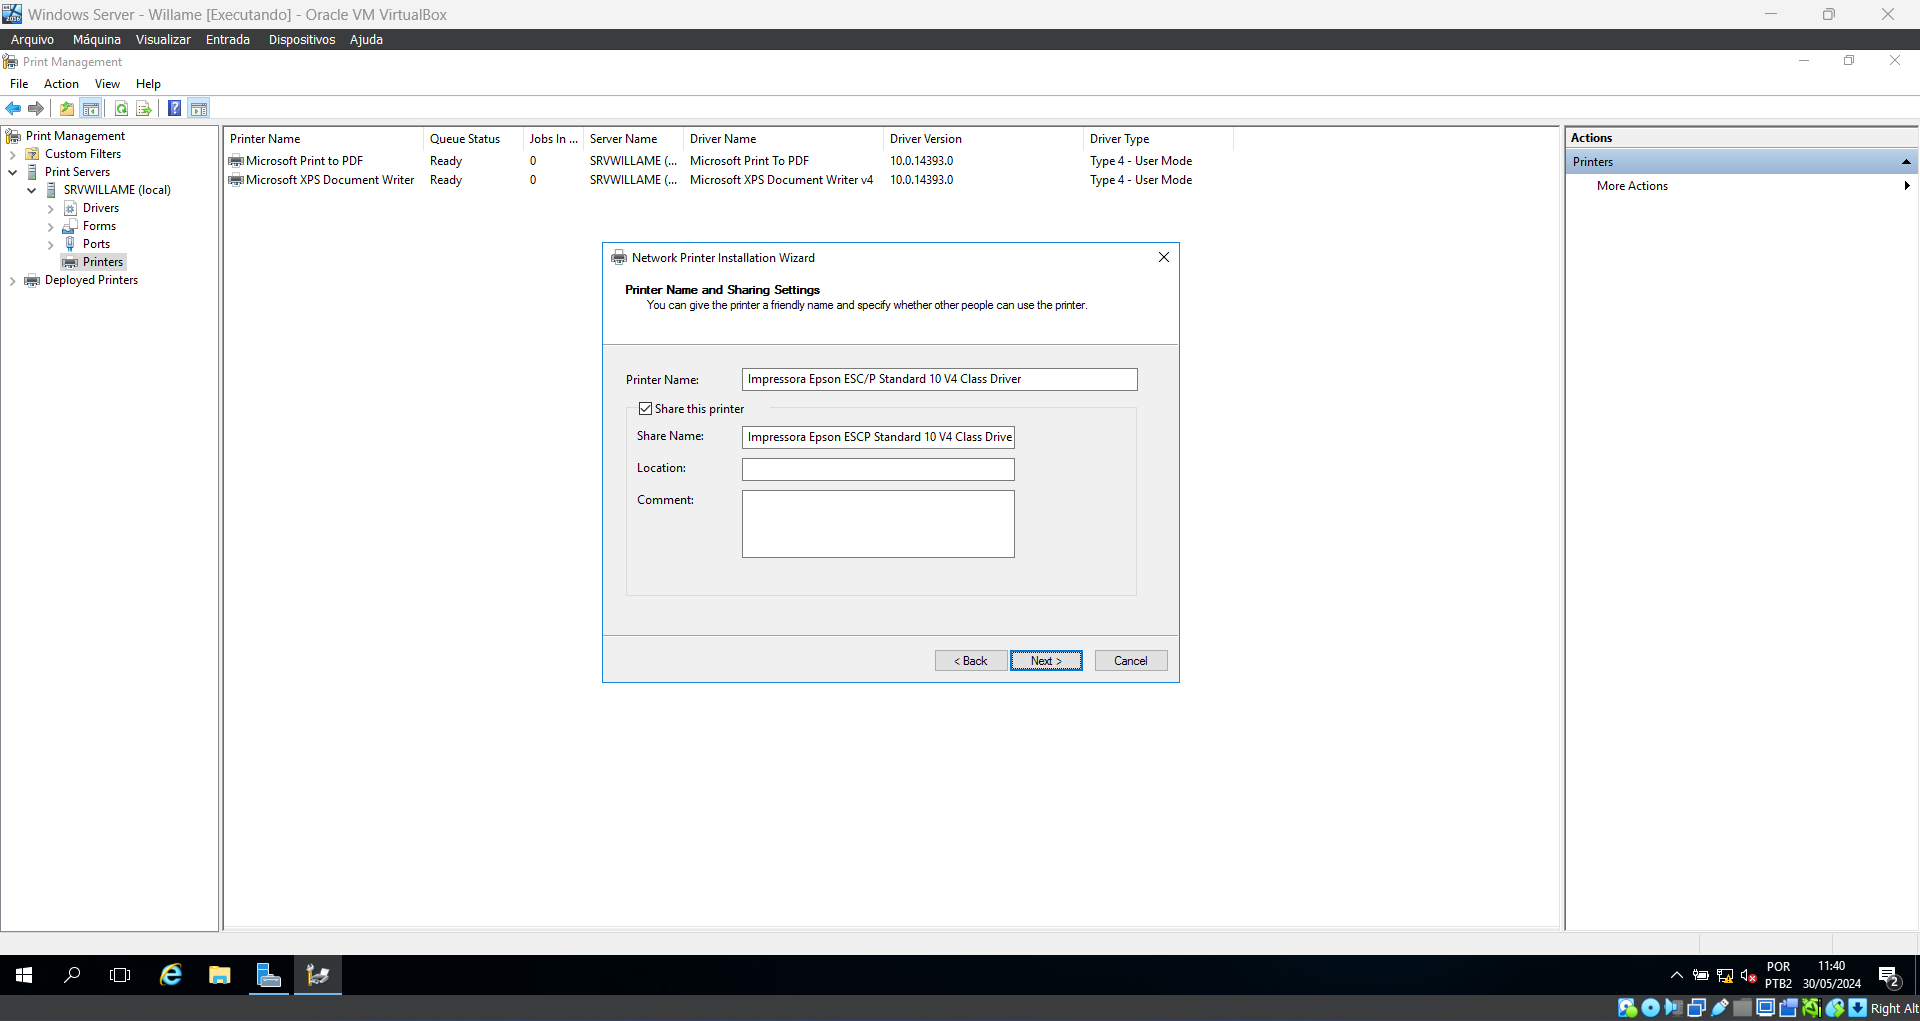 Windows Server - Willame [Executando] - Oracle VM VirtualBox
Arquivo Máquina Visualizar Entrada Dispositivos Ajuda
Print Management
File Action View Help
Print Management
Custom Filters
Print Servers
SRVWILLAME (local)
Drivers
Forms
Ports
Printers
Deployed Printers
Printer Name Queue Status Jobs In ... Server Name Driver Name Driver Version Driver Type
Microsoft Print to PDF Ready 0 SRVWILLAME (... Microsoft Print To PDF 10.0.14393.0 Type 4 - User Mode
Microsoft XPS Document Writer Ready 0 SRVWILLAME (... Microsoft XPS Document Writer v4 10.0.14393.0 Type 4 - User Mode
Actions
Printers
More Actions
Network Printer Installation Wizard
Printer Name and Sharing Settings
You can give the printer a friendly name and specify whether other people can use the printer.
Printer Name: Impressora Epson ESC/P Standard 10 V4 Class Driver
Share this printer
Share Name: Impressora Epson ESCP Standard 10 V4 Class Drive
Location:
Comment:
< Back Next > Cancel
POR 11:40
PTB2 30/05/2024 2
Right Alt